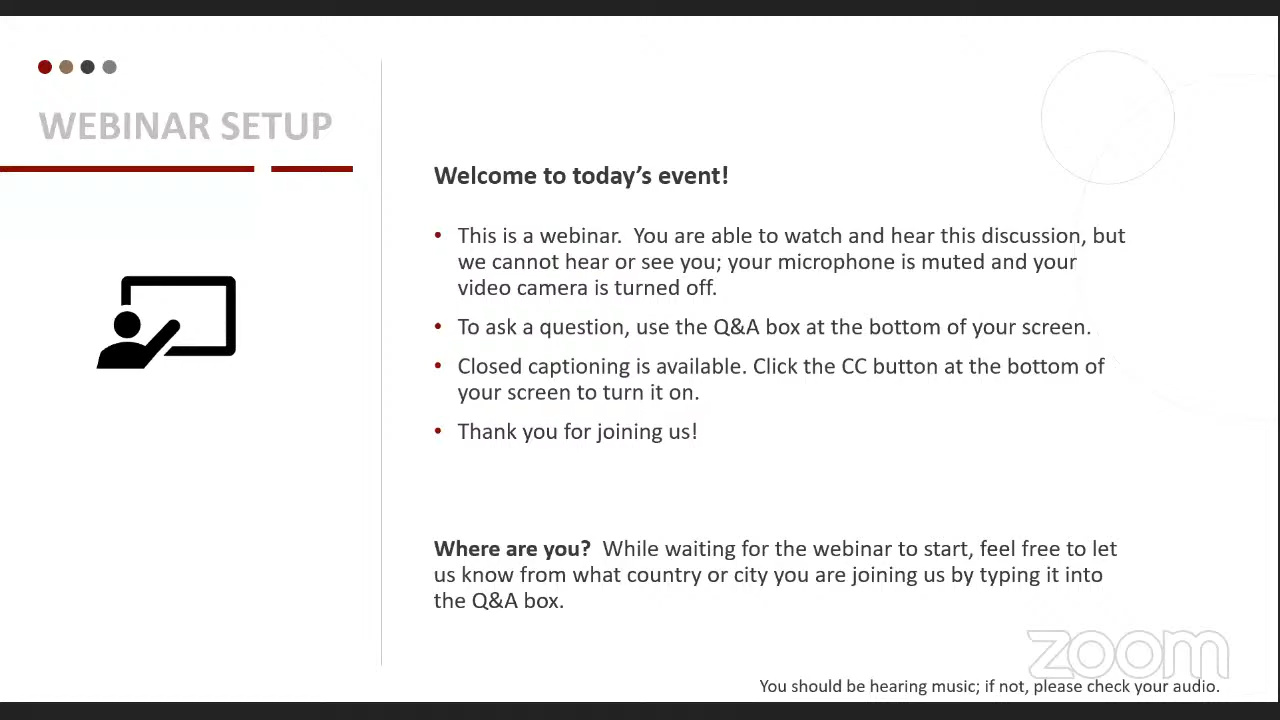 WEBINAR SETUP
Welcome to today’s event!
• This is a webinar.  You are able to watch and hear this discussion, but
we cannot hear or see you; your microphone is muted and your
video camera is turned off.
• To ask a question, use the Q&A box at the bottom of your screen.
• Closed captioning is available. Click the CC button at the bottom of
your screen to turn it on.
• Thank you for joining us!
Where are you?  While waiting for the webinar to start, feel free to let
us know from what country or city you are joining us by typing it into
the Q&A box.
zoom
You should be hearing music; if not, please check your audio.